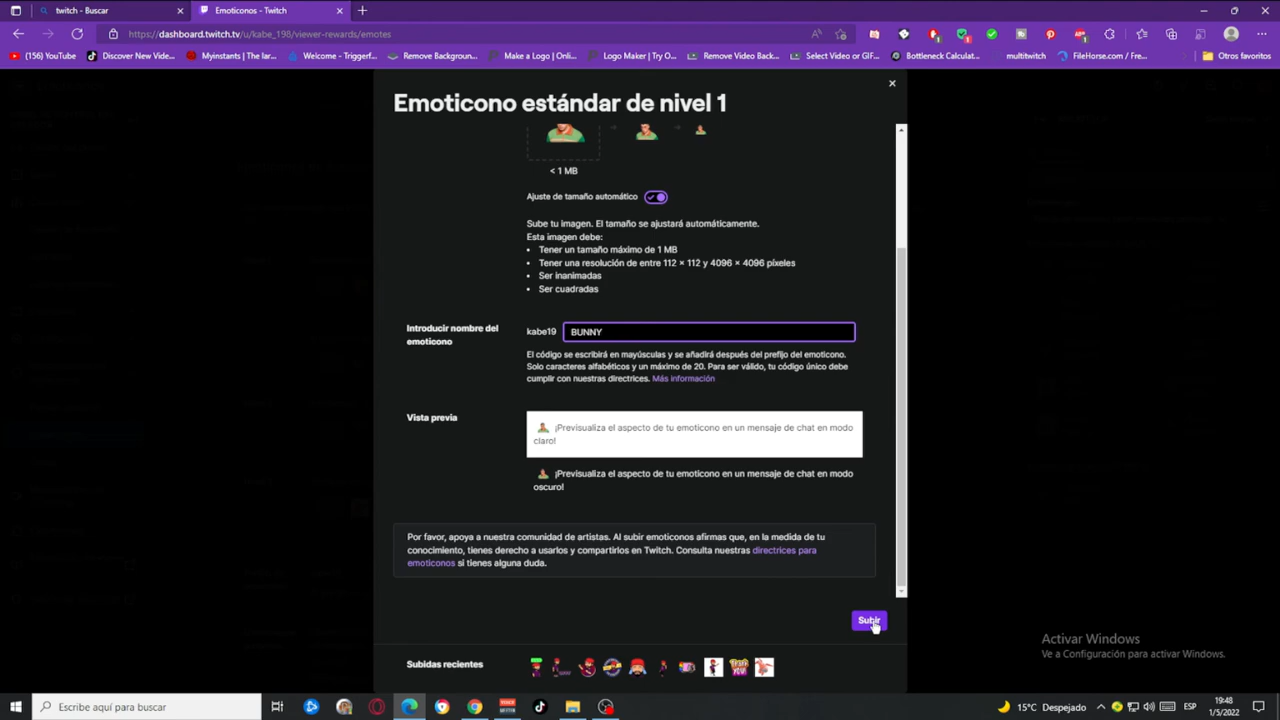 twitch - Buscar
Emoticonos - Twitch
https://dashboard.twitch.tv/u/kabe_198/viewer-rewards/emotes
(156) YouTube
Discover New Vide...
Myinstants | The lar...
Welcome - Triggerf...
Remove Backgroun...
Make a Logo | Onli...
Logo Maker | Try O...
Remove Video Back...
Select Video or GIF...
Bottleneck Calculat...
multitwitch
FileHorse.com / Fre...
Otros favoritos
Emoticono estándar de nivel 1
< 1 MB
Ajuste de tamaño automático
Sube tu imagen. El tamaño se ajustará automáticamente.
Esta imagen debe:
• Tener un tamaño máximo de 1 MB
• Tener una resolución de entre 112 × 112 y 4096 × 4096 píxeles
• Ser inanimadas
• Ser cuadradas
Introducir nombre del
emoticono
kabe19
BUNNY
El código se escribirá en mayúsculas y se añadirá después del prefijo del emoticono.
Solo caracteres alfabéticos y un máximo de 20. Para ser válido, tu código único debe
cumplir con nuestras directrices. Más información
Vista previa
¡Previsualiza el aspecto de tu emoticono en un mensaje de chat en modo
claro!
¡Previsualiza el aspecto de tu emoticono en un mensaje de chat en modo
oscuro!
Por favor, apoya a nuestra comunidad de artistas. Al subir emoticonos afirmas que, en la medida de tu
conocimiento, tienes derecho a usarlos y compartirlos en Twitch. Consulta nuestras directrices para
emoticonos si tienes alguna duda.
Subir
Activar Windows
Ve a Configuración para activar Windows.
Subidas recientes
Escribe aquí para buscar
15°C Despejado
ESP
19:48
1/5/2022